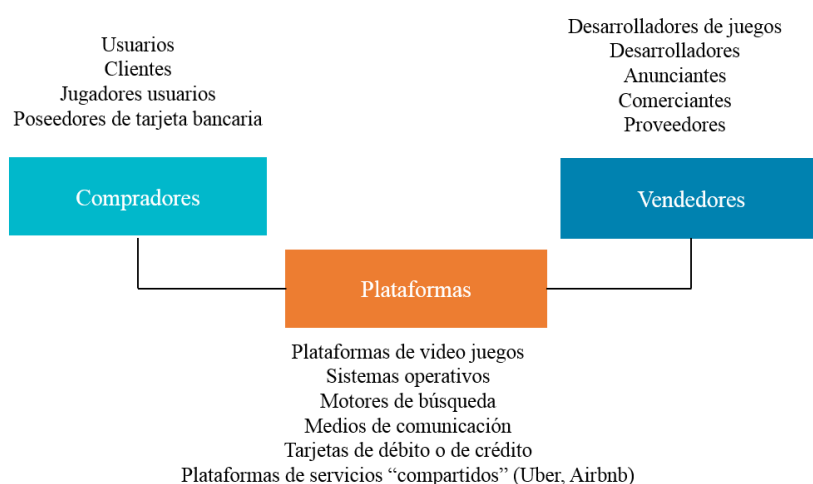 Usuarios
Clientes
Jugadores usuarios
Poseedores de tarjeta bancaria
Compradores
Desarrolladores de juegos
Desarrolladores
Anunciantes
Comerciantes
Proveedores
Vendedores
Plataformas
Plataformas de video juegos
Sistemas operativos
Motores de búsqueda
Medios de comunicación
Tarjetas de débito o de crédito
Plataformas de servicios “compartidos” (Uber, Airbnb)